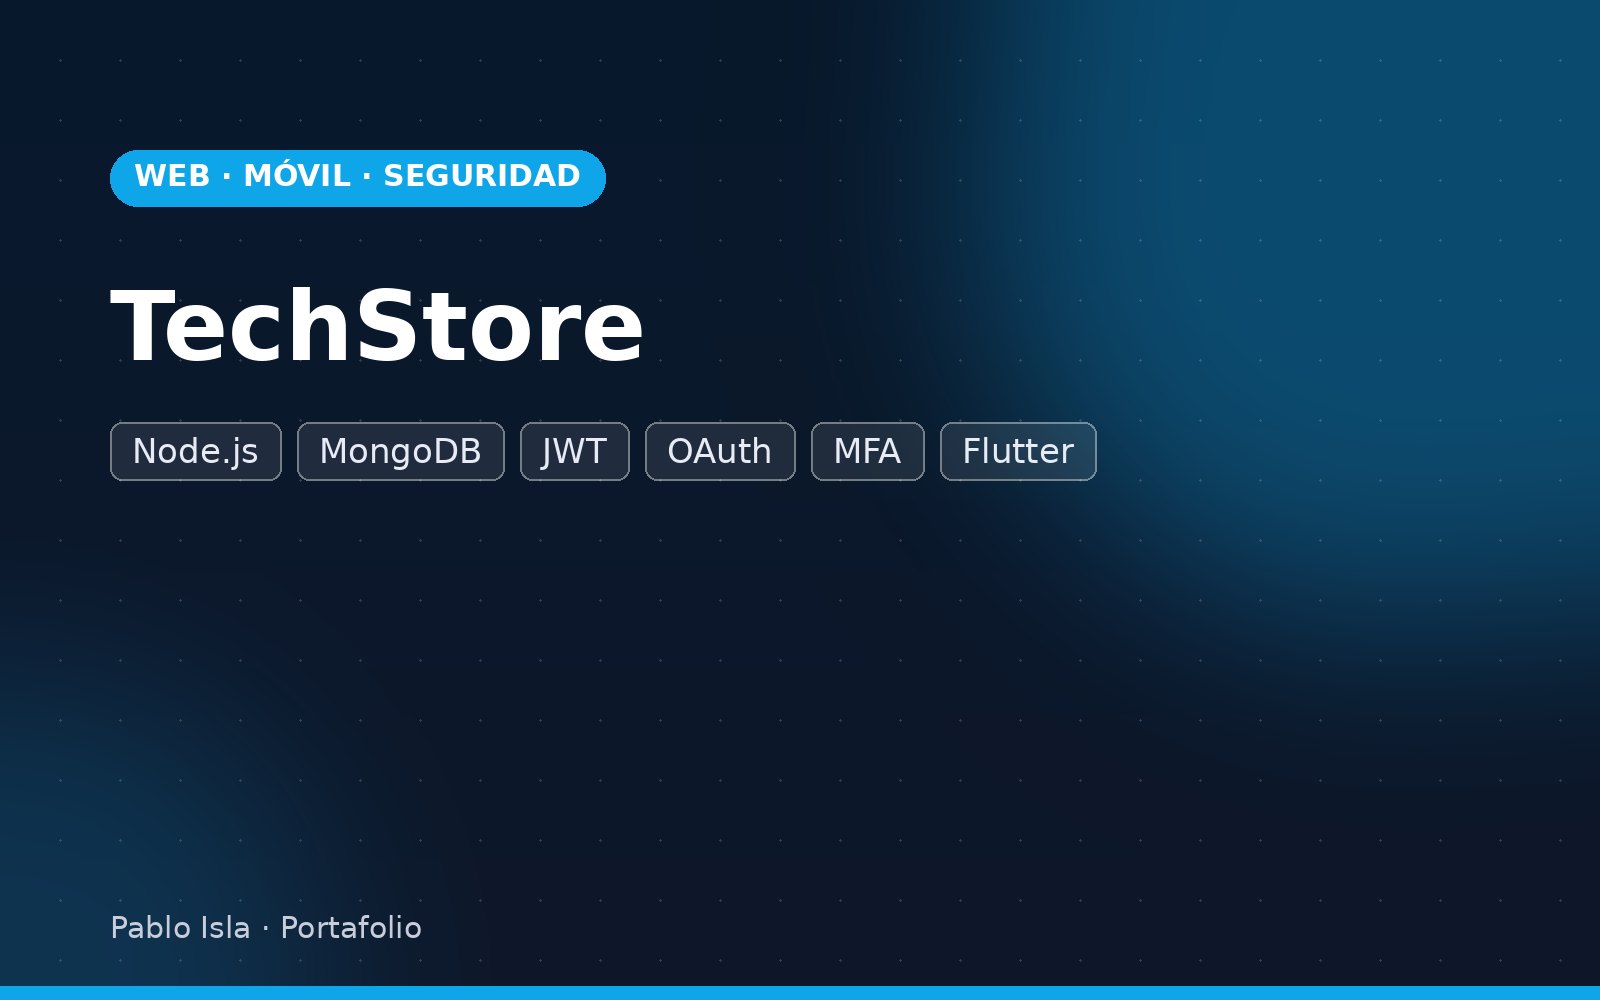 WEB · MÓVIL · SEGURIDAD
TechStore
Node.js MongoDB JWT OAuth MFA Flutter
Pablo Isla · Portafolio